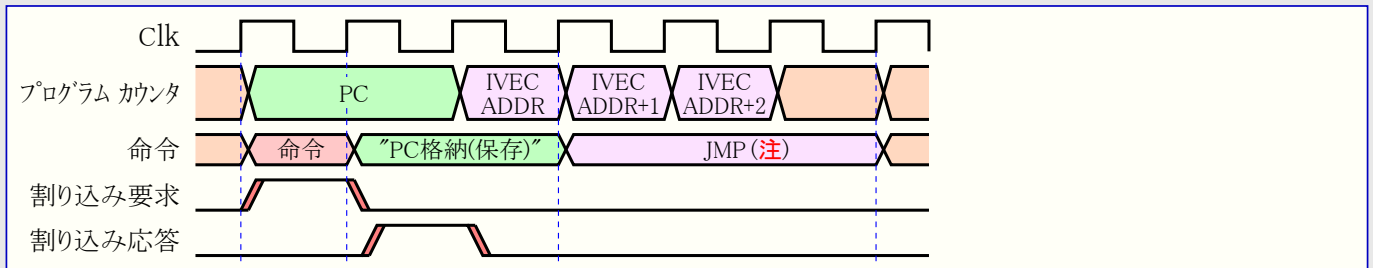 Clk
プログラム カウンタ
PC
IVEC
ADDR
IVEC
ADDR+1
IVEC
ADDR+2
命令
命令
"PC格納(保存)"
JMP(注)
割り込み要求
割り込み応答